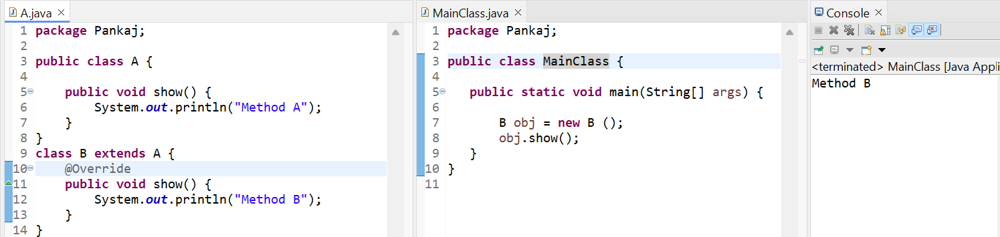 A.java
1 package Pankaj;
2
3 public class A {
4
5 public void show() {
6 System.out.println("Method A");
7 }
8 }
9 class B extends A {
10 @Override
11 public void show() {
12 System.out.println("Method B");
13 }
14 }
MainClass.java
1 package Pankaj;
2
3 public class MainClass {
4
5 public static void main(String[] args) {
6
7 B obj = new B ();
8 obj.show();
9 }
10 }
11
Console
<terminated> MainClass [Java Appli
Method B